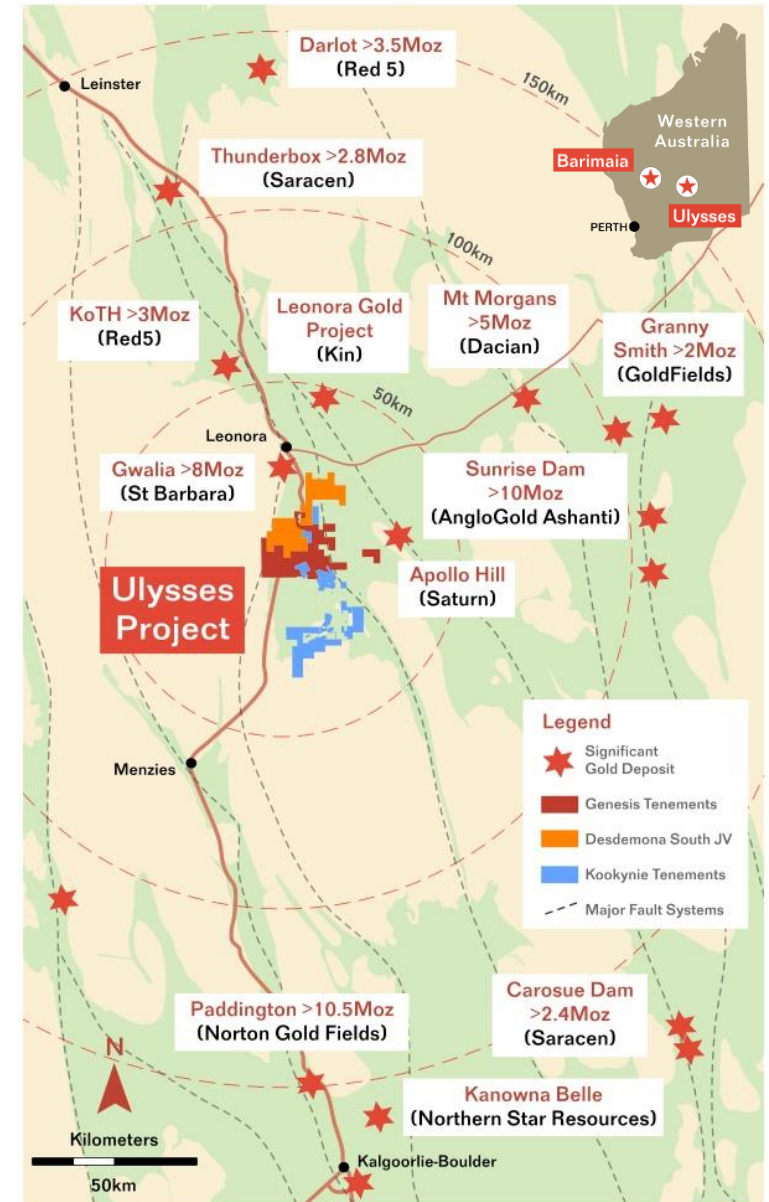 Darlot >3.5Moz
(Red 5)
Leinster
150km
Western
Australia
Barimaia
Ulysses
PERTH
Thunderbox >2.8Moz
(Saracen)
100km
KoTH >3Moz
(Red5)
Leonora Gold
Project
(Kin)
Mt Morgans
>5Moz
(Dacian)
Granny
Smith >2Moz
(GoldFields)
50km
Leonora
Gwalia >8Moz
(St Barbara)
Sunrise Dam
>10Moz
(AngloGold Ashanti)
Apollo Hill
(Saturn)
Ulysses
Project
Legend
Significant
Gold Deposit
Genesis Tenements
Desdemona South JV
Kookynie Tenements
Major Fault Systems
Menzies
Paddington >10.5Moz
(Norton Gold Fields)
Carosue Dam
>2.4Moz
(Saracen)
N
Kanowna Belle
(Northern Star Resources)
Kilometers
50km
Kalgoorlie-Boulder